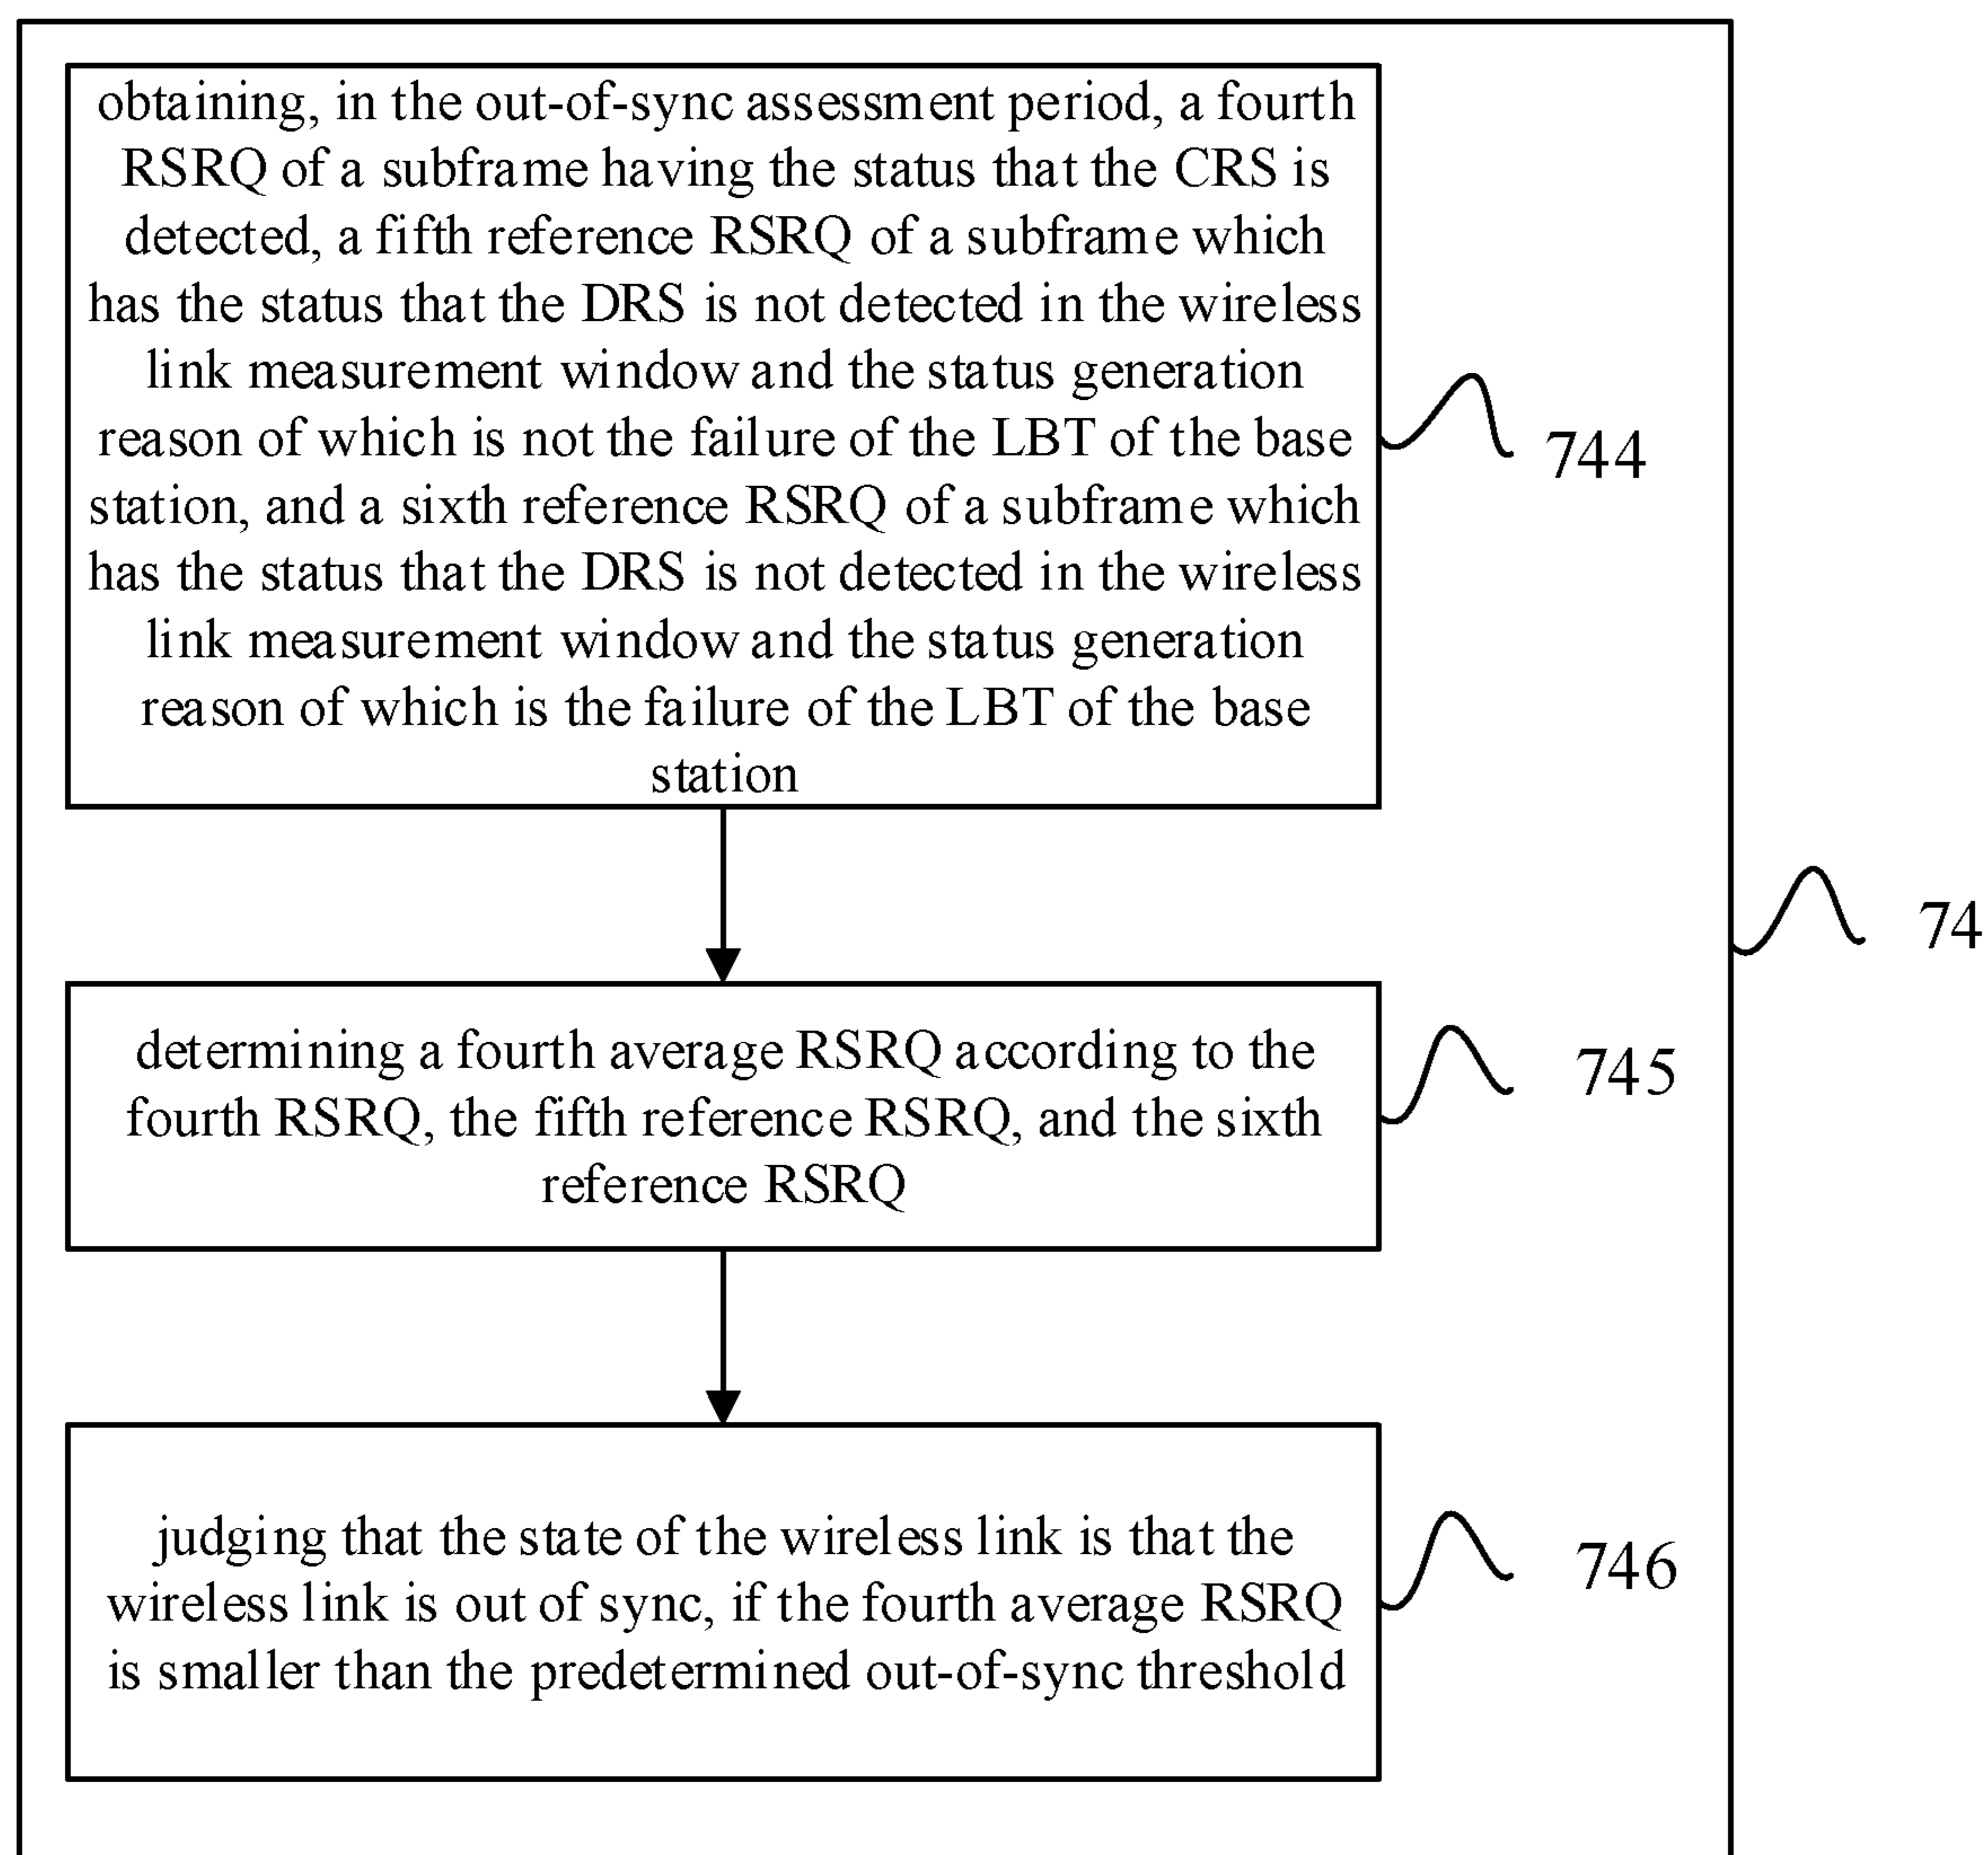 obtaining, in the out-of-sync assessment period, a fourth
RSRQ of a subframe having the status that the CRS is
detected, a fifth reference RSRQ of a subframe which
has the status that the DRS is not detected in the wireless
link measurement window and the status generation
reason of which is not the failure of the LBT of the base
station, and a sixth reference RSRQ of a subframe which
has the status that the DRS is not detected in the wireless
link measurement window and the status generation
reason of which is the failure of the LBT of the base
station
744
74
determining a fourth average RSRQ according to the
fourth RSRQ, the fifth reference RSRQ, and the sixth
reference RSRQ
745
judging that the state of the wireless link is that the
wireless link is out of sync, if the fourth average RSRQ
is smaller than the predetermined out-of-sync threshold
746